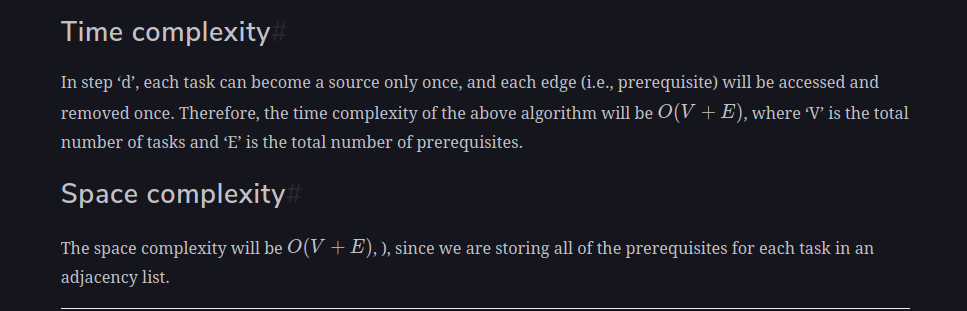 Time complexity#
In step ‘d’, each task can become a source only once, and each edge (i.e., prerequisite) will be accessed and
removed once. Therefore, the time complexity of the above algorithm will be O(V + E), where ‘V’ is the total
number of tasks and ‘E’ is the total number of prerequisites.
Space complexity#
The space complexity will be O(V + E), ), since we are storing all of the prerequisites for each task in an
adjacency list.